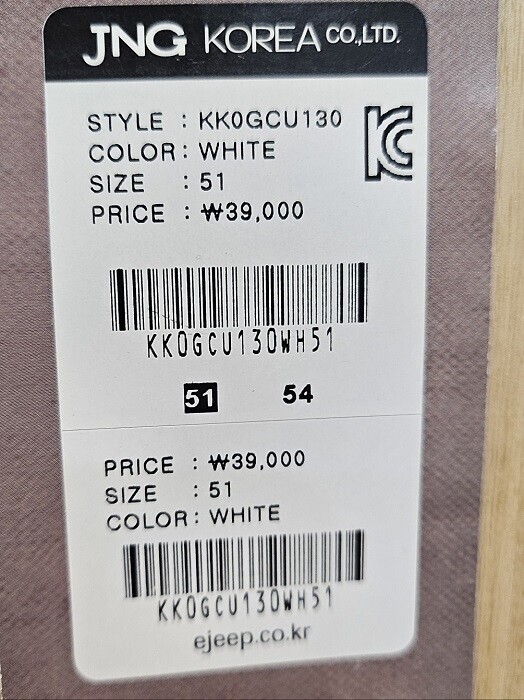 JNG KOREA CO.,LTD.
STYLE : KK0GCU130
COLOR : WHITE
SIZE : 51
PRICE : ₩39,000
KK0GCU130WH51
51 54
PRICE : ₩39,000
SIZE : 51
COLOR : WHITE
KK0GCU130WH51
ejeep.co.kr